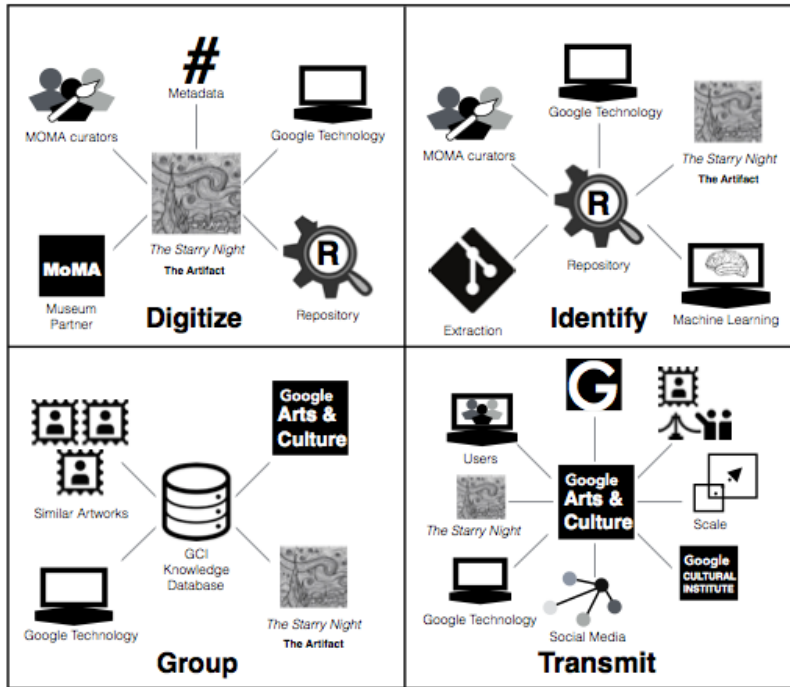 #
Metadata
MOMA curators
Google Technology
The Starry Night
The Artifact
MoMA
Museum
Partner
R
Repository
Digitize
Google Technology
MOMA curators
The Starry Night
The Artifact
R
Repository
Extraction
Machine Learning
Identify
Google
Arts &
Culture
Similar Artworks
GCI
Knowledge
Database
Google Technology
The Starry Night
The Artifact
Group
G
Users
Google
Arts &
Culture
Scale
The Starry Night
Google
CULTURAL
INSTITUTE
Google Technology
Social Media
Transmit